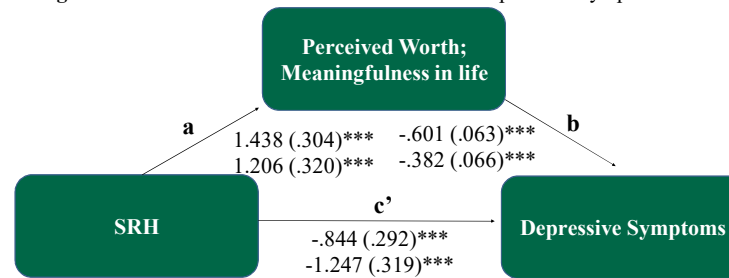 Perceived Worth;
Meaningfulness in life
a
b
1.438 (.304)*** -.601 (.063)***
1.206 (.320)*** -.382 (.066)***
SRH
c’
Depressive Symptoms
-.844 (.292)***
-1.247 (.319)***